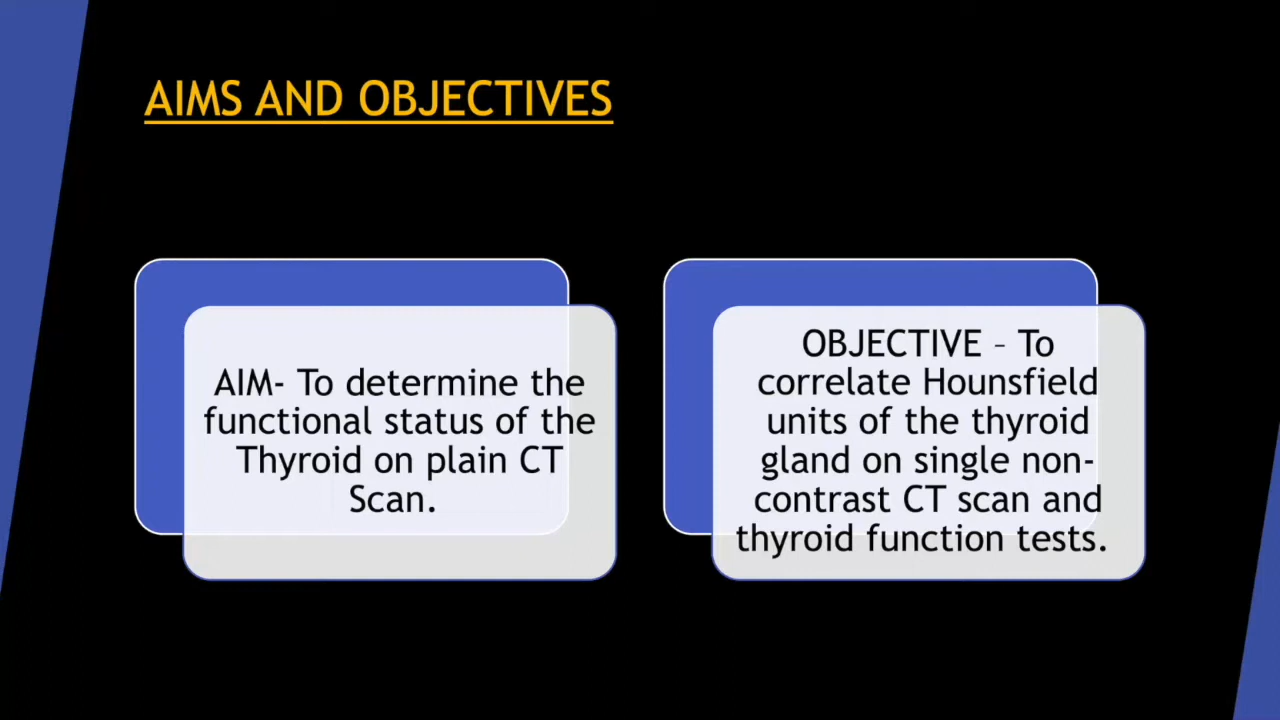 AIMS AND OBJECTIVES
AIM- To determine the
functional status of the
Thyroid on plain CT
Scan.
OBJECTIVE – To
correlate Hounsfield
units of the thyroid
gland on single non-
contrast CT scan and
thyroid function tests.